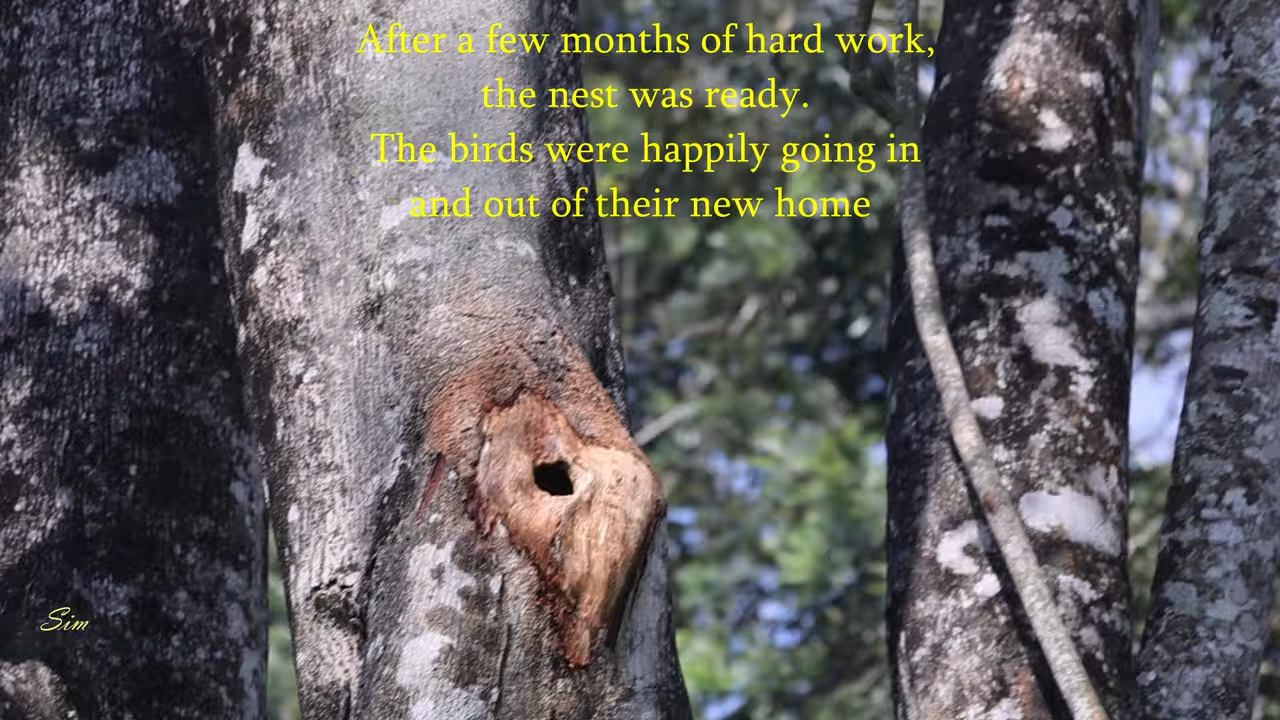 After a few months of hard work,
the nest was ready.
The birds were happily going in
and out of their new home
Sim